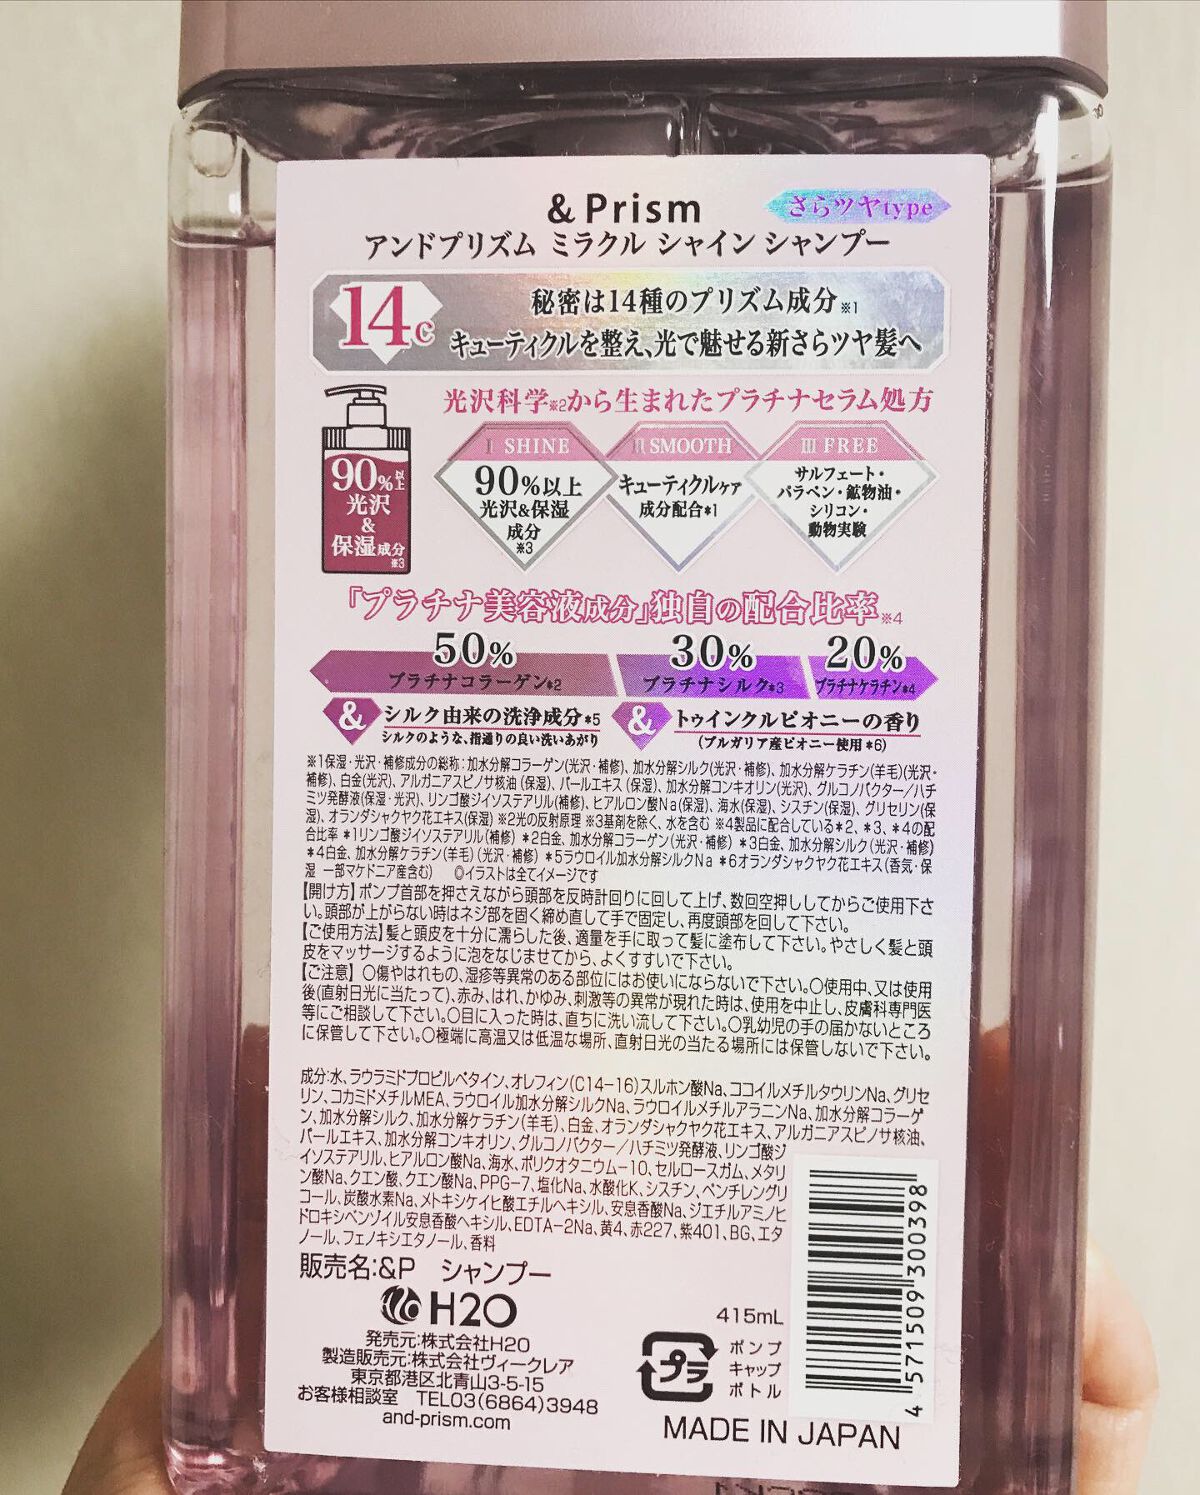 & Prism
さらツヤtype
アンドプリズム ミラクル シャイン シャンプー
14c
秘密は14種のプリズム成分※1
キューティクルを整え、光で魅せる新さらツヤ髪へ
光沢科学※2から生まれたプラチナセラム処方
90%以上
光沢
&
保湿成分
※3
I SHINE
90%以上
光沢&保湿
成分
※3
II SMOOTH
キューティクルケア
成分配合*1
III FREE
サルフェート・
パラベン・鉱物油・
シリコン・
動物実験
「プラチナ美容液成分」独自の配合比率※4
50%
プラチナコラーゲン*2
30%
プラチナシルク*3
20%
プラチナケラチン*4
& シルク由来の洗浄成分*5
シルクのような、指通りの良い洗いあがり
& トゥインクルピオニーの香り
(ブルガリア産ピオニー使用*6)
※1保湿・光沢・補修成分の総称:加水分解コラーゲン(光沢・補修)、加水分解シルク(光沢・補修)、加水分解ケラチン(羊毛)(光沢・
補修)、白金(光沢)、アルガニアスピノサ核油(保湿)、パールエキス(保湿)、加水分解コンキオリン(光沢)、グルコノバクター/ハチ
ミツ発酵液(保湿・光沢)、リンゴ酸ジイソステアリル(補修)、ヒアルロン酸Na(保湿)、海水(保湿)、シスチン(保湿)、グリセリン(保
湿)、オランダシャクヤク花エキス(保湿) ※2光の反射原理 ※3基剤を除く、水を含む ※4製品に配合している*2、*3、*4の配
合比率 *1リンゴ酸ジイソステアリル(補修) *2白金、加水分解コラーゲン(光沢・補修) *3白金、加水分解シルク(光沢・補修)
*4白金、加水分解ケラチン(羊毛)(光沢・補修) *5ラウロイル加水分解シルクNa *6オランダシャクヤク花エキス(香気・保
湿 一部マケドニア産含む) ◎イラストは全てイメージです
【開け方】ポンプ首部を押さえながら頭部を反時計回りに回して上げ、数回空押ししてからご使用下さ
い。頭部が上がらない時はネジ部を固く締め直して手で固定し、再度頭部を回して下さい。
【ご使用方法】髪と頭皮を十分に濡らした後、適量を手に取って髪に塗布して下さい。やさしく髪と頭
皮をマッサージするように泡をなじませてから、よくすすいで下さい。
【ご注意】〇傷やはれもの、湿疹等異常のある部位にはお使いにならないで下さい。〇使用中、又は使用
後(直射日光に当たって)、赤み、はれ、かゆみ、刺激等の異常が現れた時は、使用を中止し、皮膚科専門医
等にご相談して下さい。〇目に入った時は、直ちに洗い流して下さい。〇乳幼児の手の届かないところ
に保管して下さい。〇極端に高温又は低温な場所、直射日光の当たる場所には保管しないで下さい。
成分:水、ラウラミドプロピルベタイン、オレフィン(C14-16)スルホン酸Na、ココイルメチルタウリンNa、グリセ
リン、コカミドメチルMEA、ラウロイル加水分解シルクNa、ラウロイルメチルアラニンNa、加水分解コラーゲ
ン、加水分解シルク、加水分解ケラチン(羊毛)、白金、オランダシャクヤク花エキス、アルガニアスピノサ核油、
パールエキス、加水分解コンキオリン、グルコノバクター/ハチミツ発酵液、リンゴ酸ジ
イソステアリル、ヒアルロン酸Na、海水、ポリクオタニウム-10、セルロースガム、メタリ
ン酸Na、クエン酸、クエン酸Na、PPG-7、塩化Na、水酸化K、シスチン、ペンチレングリ
コール、炭酸水素Na、メトキシケイヒ酸エチルヘキシル、安息香酸Na、ジエチルアミノヒ
ドロキシベンゾイル安息香酸ヘキシル、EDTA-2Na、黄4、赤227、紫401、BG、エタ
ノール、フェノキシエタノール、香料
販売名:&P シャンプー
H2O
発売元:株式会社H2O
製造販売元:株式会社ヴィークレア
東京都港区北青山3-5-15
お客様相談室 TEL03(6864)3948
and-prism.com
415mL
プラ
ポンプ
キャップ
ボトル
MADE IN JAPAN
4571509300398